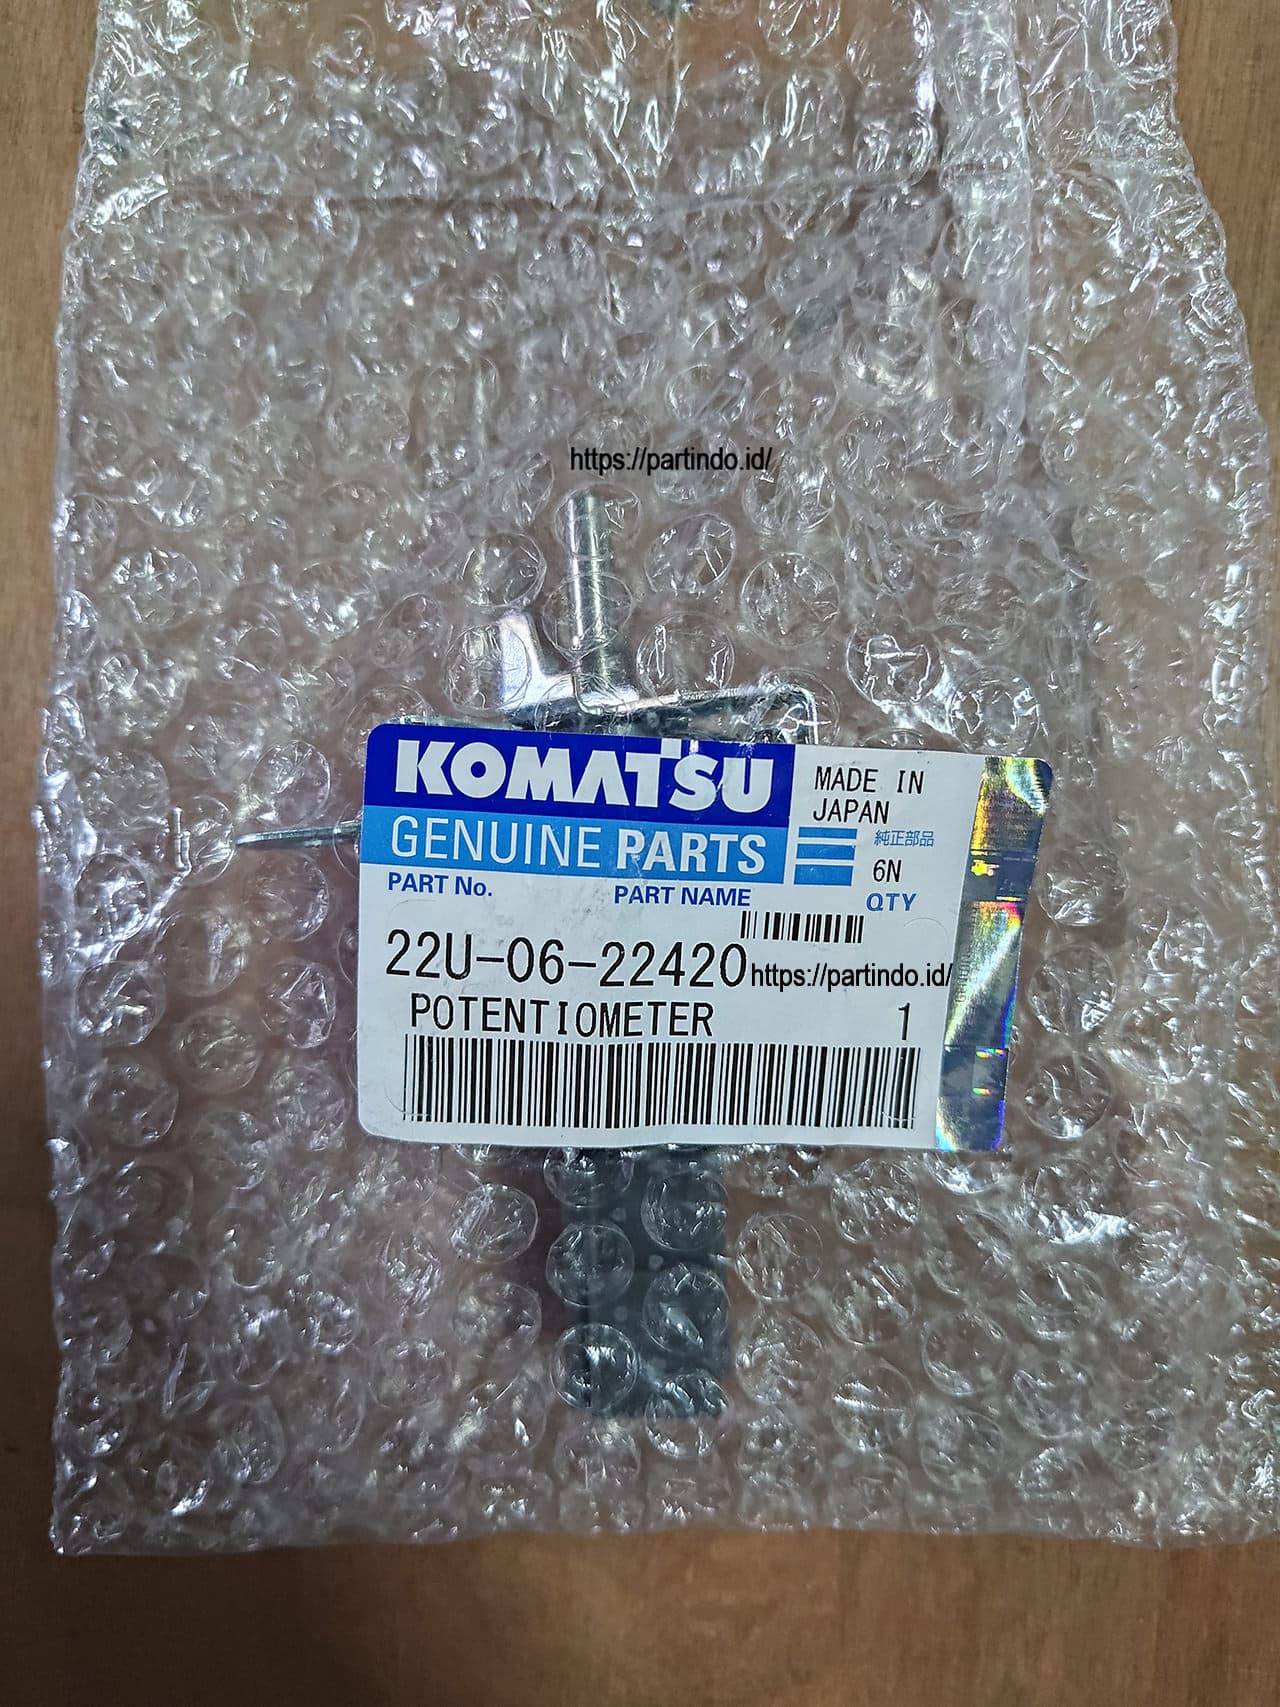 https://partindo.id/
KOMATSU
GENUINE PARTS
MADE IN
JAPAN
純正部品
6N
PART No.
PART NAME
QTY
22U-06-22420
https://partindo.id/
POTENTIOMETER
1